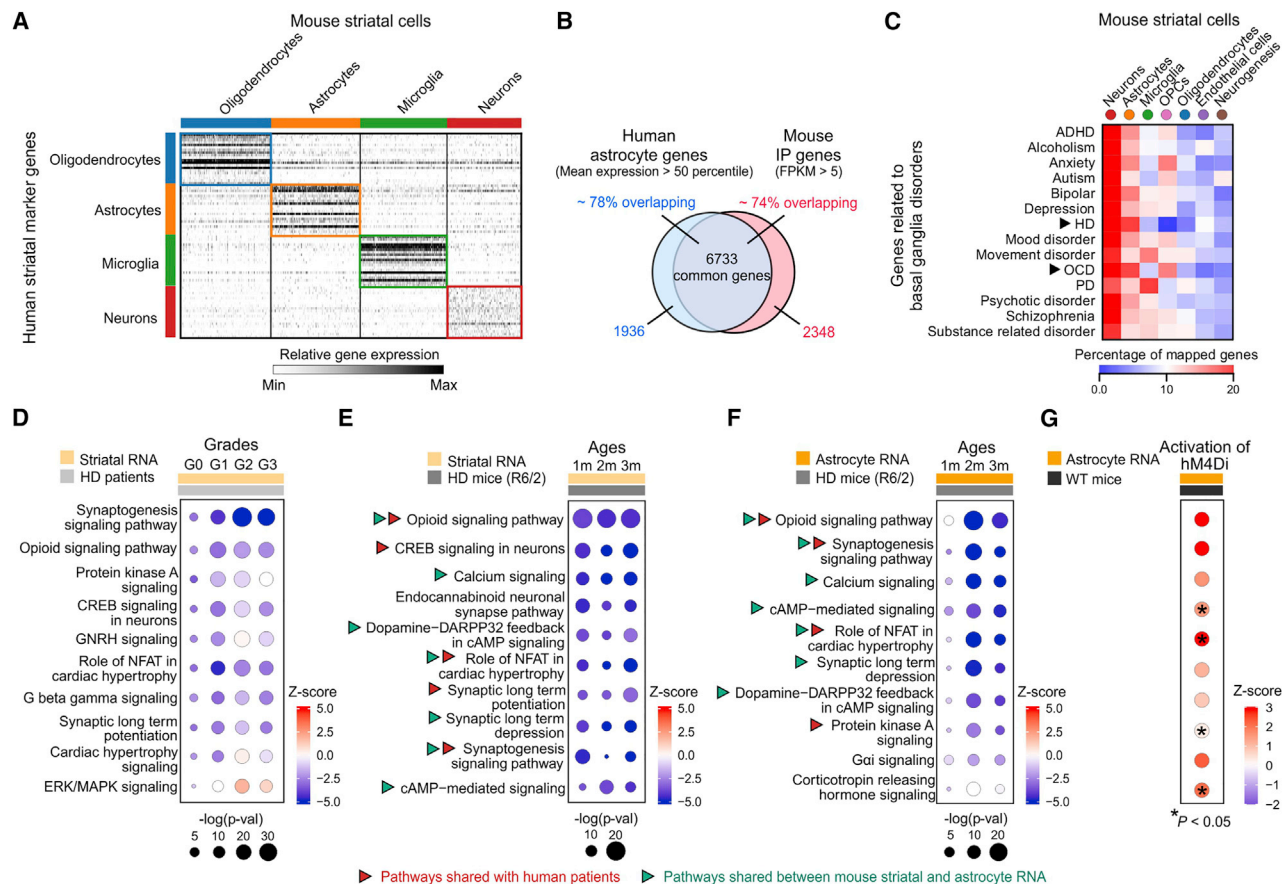 A
Mouse striatal cells
Oligodendrocytes
Astrocytes
Microglia
Neurons
Human striatal marker genes
Oligodendrocytes
Astrocytes
Microglia
Neurons
Relative gene expression
Min
Max
B
Human
astrocyte genes
(Mean expression > 50 percentile)
Mouse
IP genes
(FPKM > 5)
~ 78% overlapping
~ 74% overlapping
6733
common genes
1936
2348
C
Mouse striatal cells
Neurons
Astrocytes
Microglia
OPCs
Oligodendrocytes
Endothelial cells
Neurogenesis
Genes related to
basal ganglia disorders
ADHD
Alcoholism
Anxiety
Autism
Bipolar
Depression
HD
Mood disorder
Movement disorder
OCD
PD
Psychotic disorder
Schizophrenia
Substance related disorder
Percentage of mapped genes
0.0
10
20
D
Striatal RNA
HD patients
Grades
G0 G1 G2 G3
Synaptogenesis
signaling pathway
Opioid signaling pathway
Protein kinase A
signaling
CREB signaling
in neurons
GNRH signaling
Role of NFAT in
cardiac hypertrophy
G beta gamma signaling
Synaptic long term
potentiation
Cardiac hypertrophy
signaling
ERK/MAPK signaling
Z-score
5.0
2.5
0.0
−2.5
−5.0
-log(p-val)
5 10 20 30
E
Striatal RNA
HD mice (R6/2)
Ages
1m 2m 3m
Opioid signaling pathway
CREB signaling in neurons
Calcium signaling
Endocannabinoid neuronal
synapse pathway
Dopamine−DARPP32 feedback
in cAMP signaling
Role of NFAT in
cardiac hypertrophy
Synaptic long term
potentiation
Synaptic long term
depression
Synaptogenesis
signaling pathway
cAMP−mediated signaling
Z-score
5.0
2.5
0.0
−2.5
−5.0
-log(p-val)
10 20
F
Astrocyte RNA
HD mice (R6/2)
Ages
1m 2m 3m
Opioid signaling pathway
Synaptogenesis
signaling pathway
Calcium signaling
cAMP−mediated signaling
Role of NFAT in
cardiac hypertrophy
Synaptic long term
depression
Dopamine−DARPP32 feedback
in cAMP signaling
Protein kinase A
signaling
Gαi signaling
Corticotropin releasing
hormone signaling
Z-score
5.0
2.5
0.0
−2.5
−5.0
-log(p-val)
5 10 20
G
Astrocyte RNA
WT mice
Activation of
hM4Di
*
*
*
*
Z-score
3
2
1
0
−1
−2
*P < 0.05
Pathways shared with human patients
Pathways shared between mouse striatal and astrocyte RNA